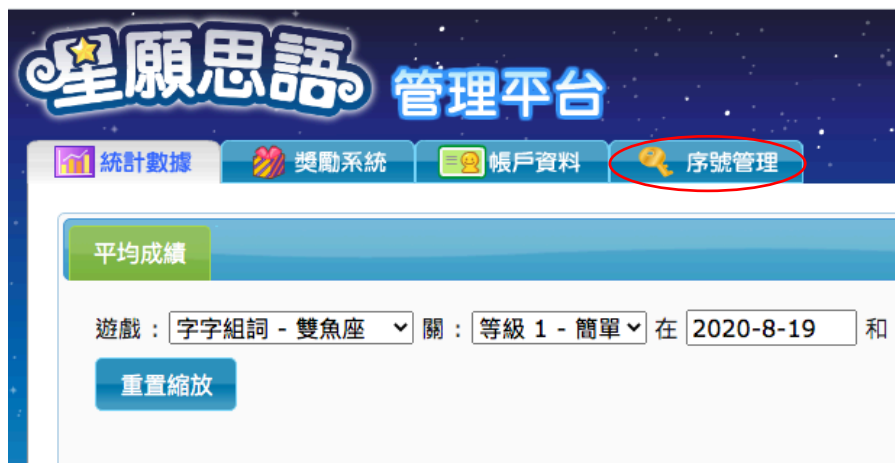 星願思語 管理平台
統計數據 獎勵系統 帳戶資料 序號管理
平均成績
遊戲 : 字字組詞 - 雙魚座 關 : 等級 1 - 簡單 在 2020-8-19 和
重置縮放